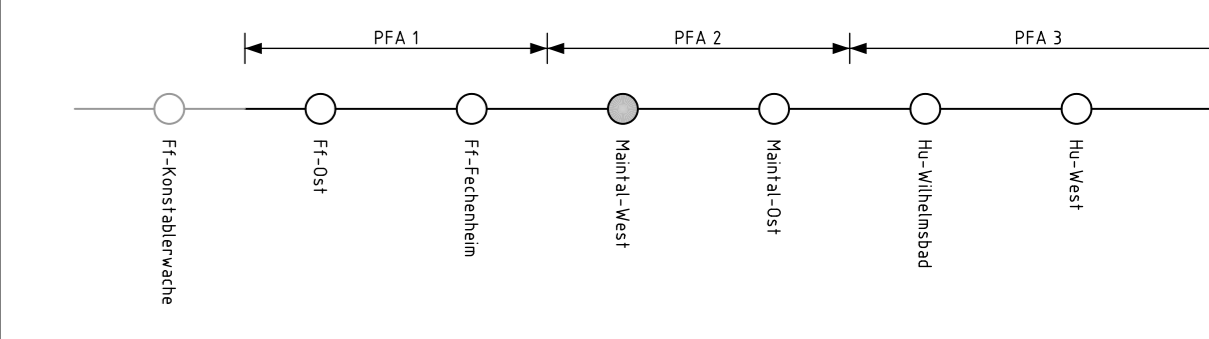 PFA 1
PFA 2
PFA 3
Ff-Konstablerwache
Ff-Ost
Ff-Fechenheim
Maintal-West
Maintal-Ost
Hu-Wilhelmsbad
Hu-West